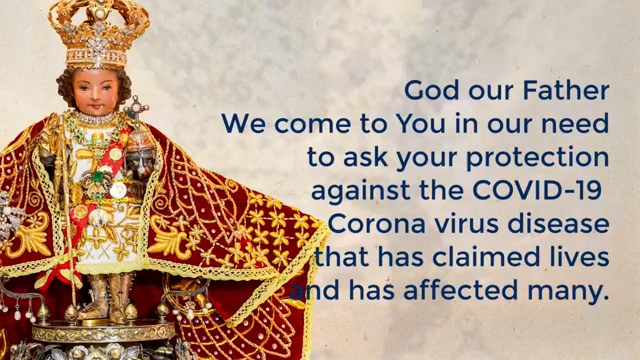 God our Father
We come to You in our need
to ask your protection
against the COVID-19
Corona virus disease
that has claimed lives
and has affected many.